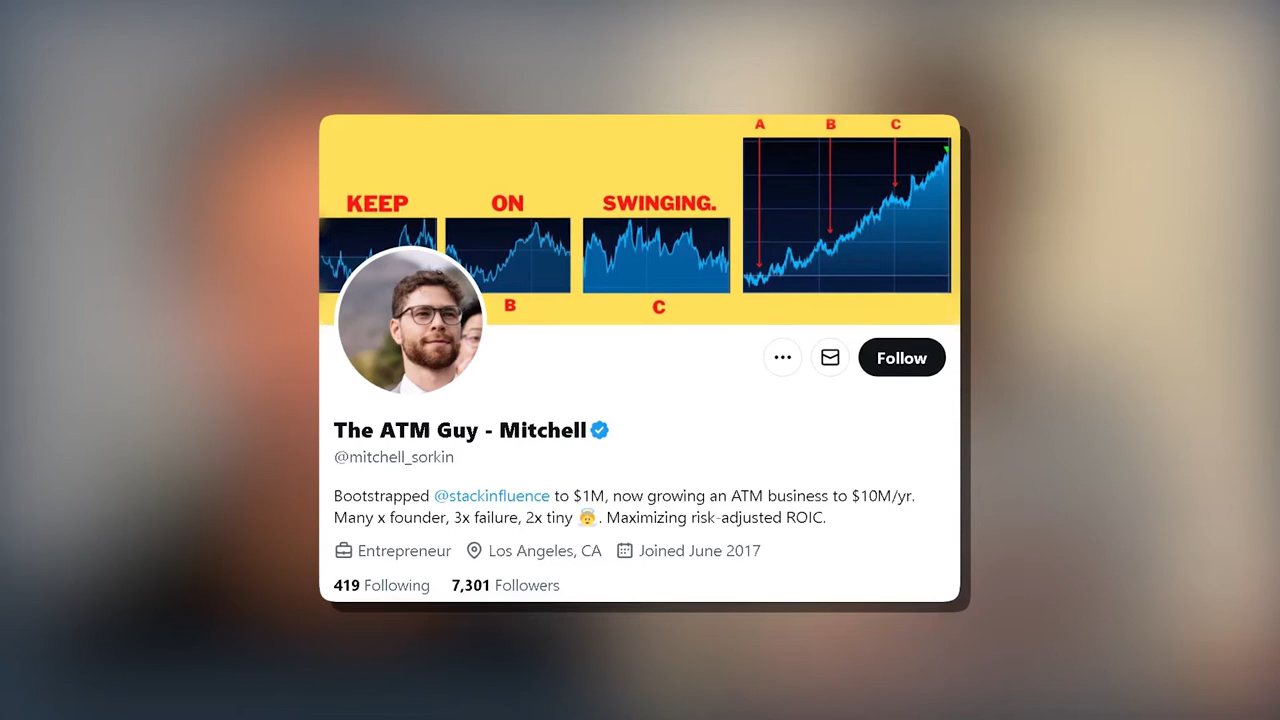 A B C
KEEP ON SWINGING.
B C
Follow
The ATM Guy - Mitchell
@mitchell_sorkin
Bootstrapped @stackinfluence to $1M, now growing an ATM business to $10M/yr.
Many x founder, 3x failure, 2x tiny 👼. Maximizing risk-adjusted ROIC.
Entrepreneur Los Angeles, CA Joined June 2017
419 Following 7,301 Followers